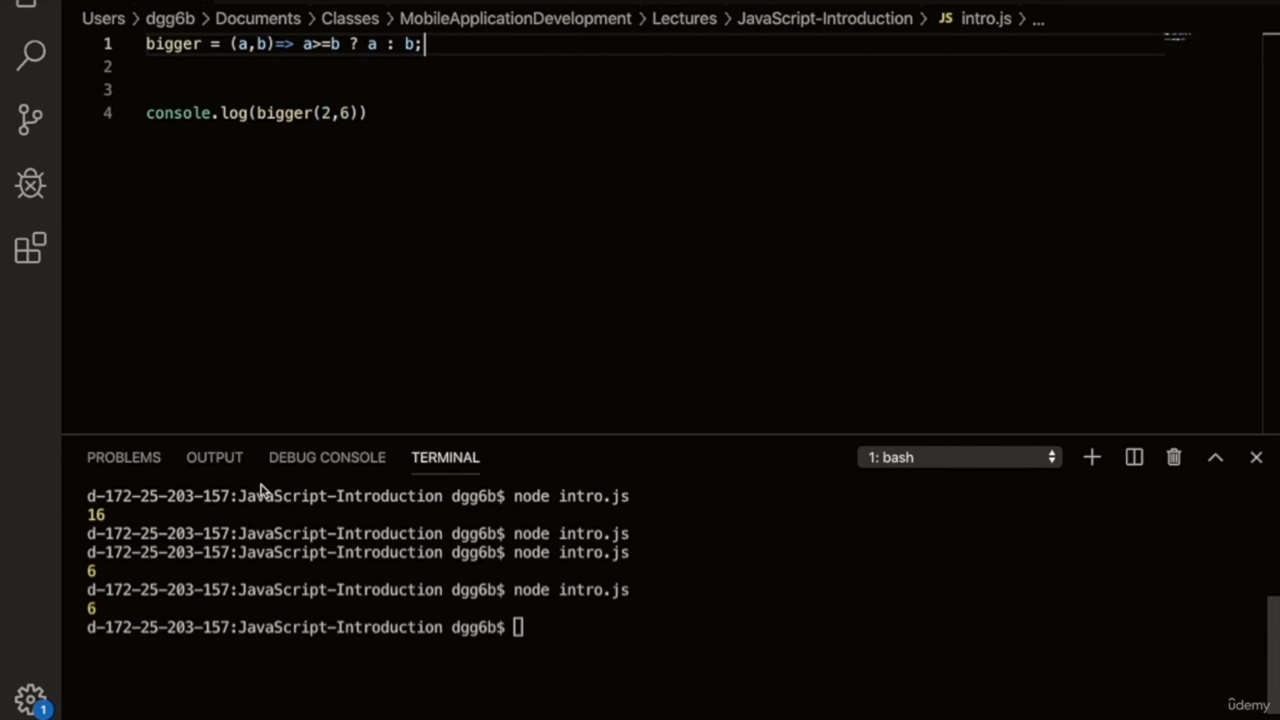 Users > dgg6b > Documents > Classes > MobileApplicationDevelopment > Lectures > JavaScript-Introduction > JS intro.js > ...
1 bigger = (a,b)=> a>=b ? a : b;
2
3
4 console.log(bigger(2,6))
PROBLEMS OUTPUT DEBUG CONSOLE TERMINAL 1: bash
d-172-25-203-157:JavaScript-Introduction dgg6b$ node intro.js
16
d-172-25-203-157:JavaScript-Introduction dgg6b$ node intro.js
d-172-25-203-157:JavaScript-Introduction dgg6b$ node intro.js
6
d-172-25-203-157:JavaScript-Introduction dgg6b$ node intro.js
6
d-172-25-203-157:JavaScript-Introduction dgg6b$
1
ûdemy